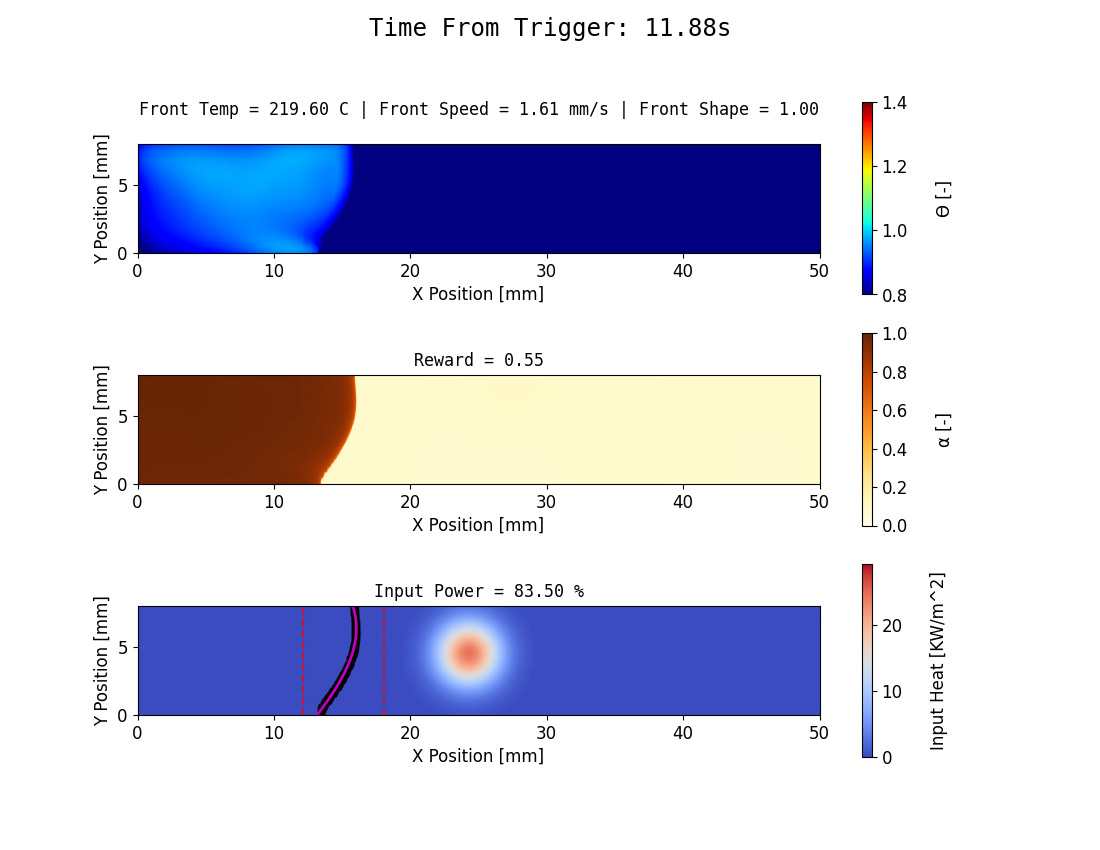 Time From Trigger: 11.88s
Front Temp = 219.60 C | Front Speed = 1.61 mm/s | Front Shape = 1.00
Y Position [mm]
5
0
0 10 20 30 40 50
X Position [mm]
1.4
1.2
1.0
0.8
Θ [-]
Reward = 0.55
Y Position [mm]
5
0
0 10 20 30 40 50
X Position [mm]
1.0
0.8
0.6
0.4
0.2
0.0
α [-]
Input Power = 83.50 %
Y Position [mm]
5
0
0 10 20 30 40 50
X Position [mm]
20
10
0
Input Heat [KW/m^2]